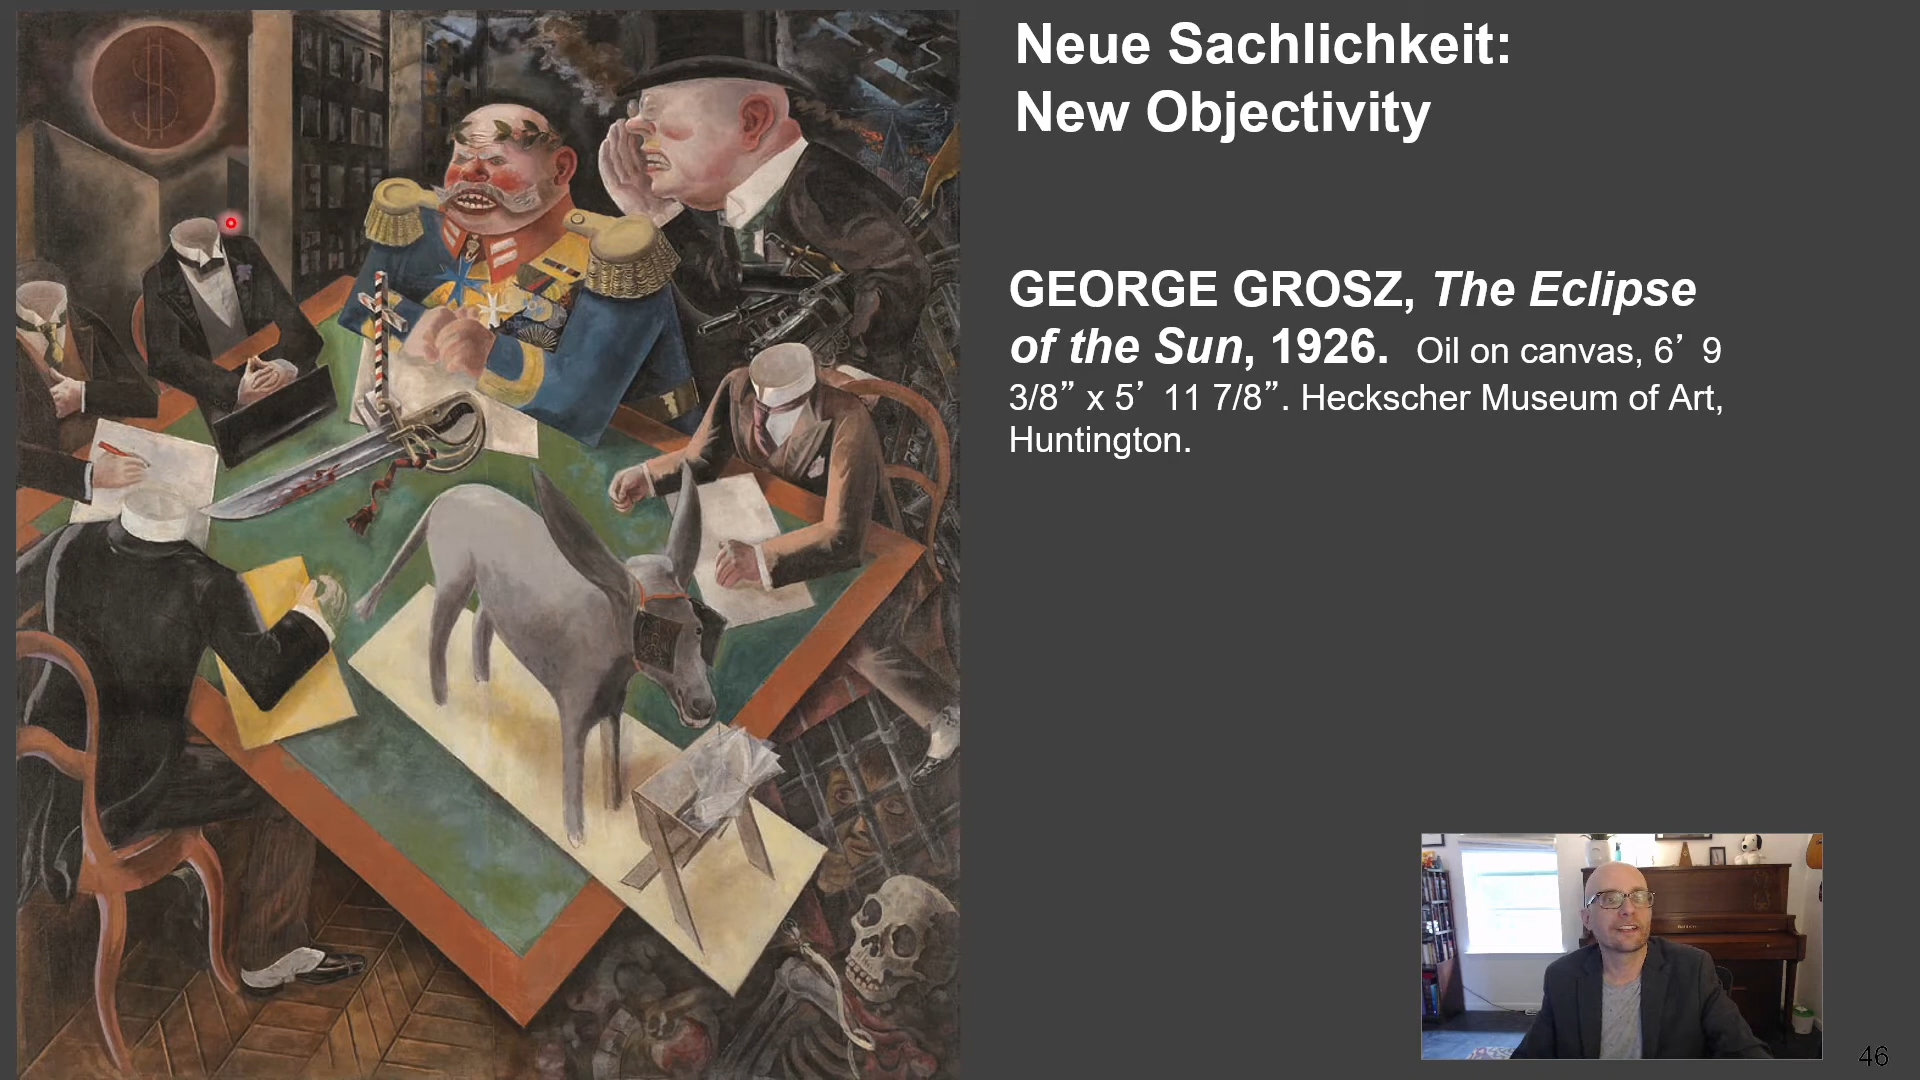 Neue Sachlichkeit:
New Objectivity
GEORGE GROSZ, The Eclipse
of the Sun, 1926. Oil on canvas, 6’ 9
3/8” x 5’ 11 7/8”. Heckscher Museum of Art,
Huntington.
46